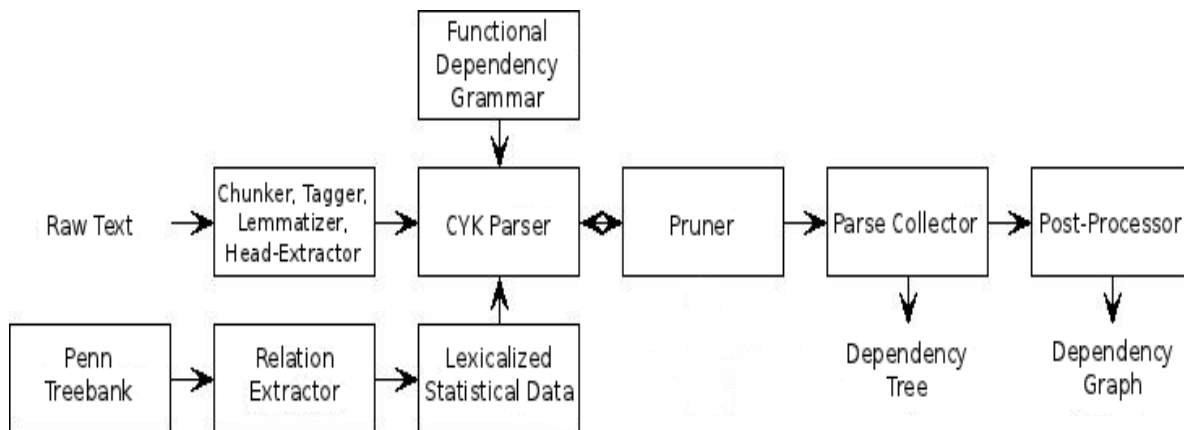 Functional
Dependency
Grammar
Raw Text
Chunker, Tagger,
Lemmatizer,
Head-Extractor
CYK Parser
Pruner
Parse Collector
Post-Processor
Penn
Treebank
Relation
Extractor
Lexicalized
Statistical Data
Dependency
Tree
Dependency
Graph